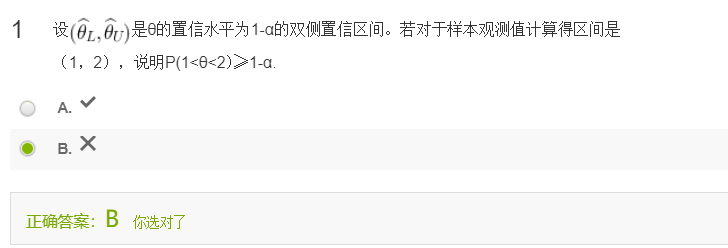 1 设(θ̂L,θ̂U)是θ的置信水平为1-α的双侧置信区间。若对于样本观测值计算得区间是
（1，2），说明P(1<θ<2)⩾1-α.
A. ✔
B. ✕
正确答案：B 你选对了